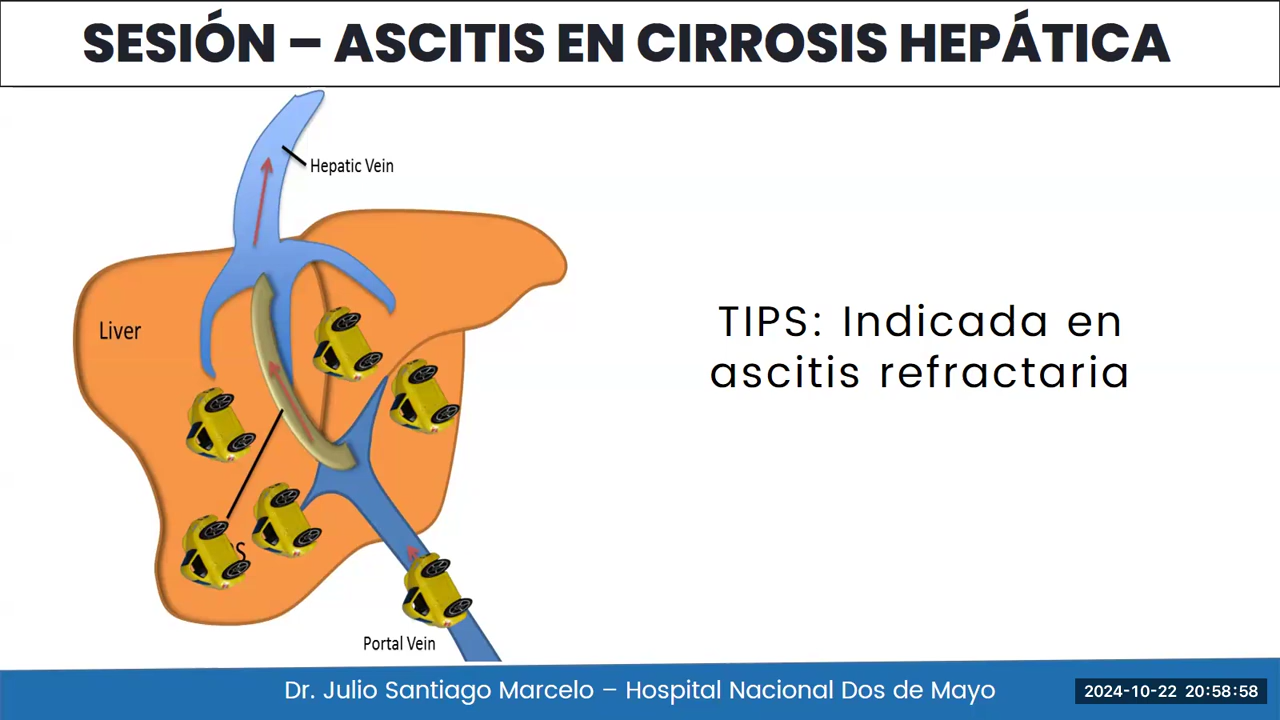 SESIÓN – ASCITIS EN CIRROSIS HEPÁTICA
Hepatic Vein
Liver
TIPS: Indicada en
ascitis refractaria
Portal Vein
Dr. Julio Santiago Marcelo – Hospital Nacional Dos de Mayo
2024-10-22 20:58:58